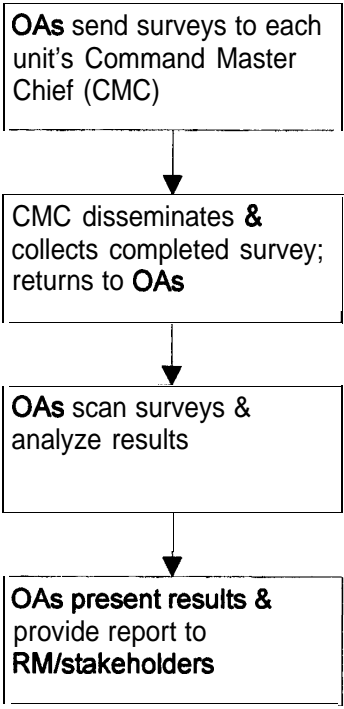 OAs send surveys to each
unit's Command Master
Chief (CMC)
CMC disseminates &
collects completed survey;
returns to OAs
OAs scan surveys &
analyze results
OAs present results &
provide report to
RM/stakeholders